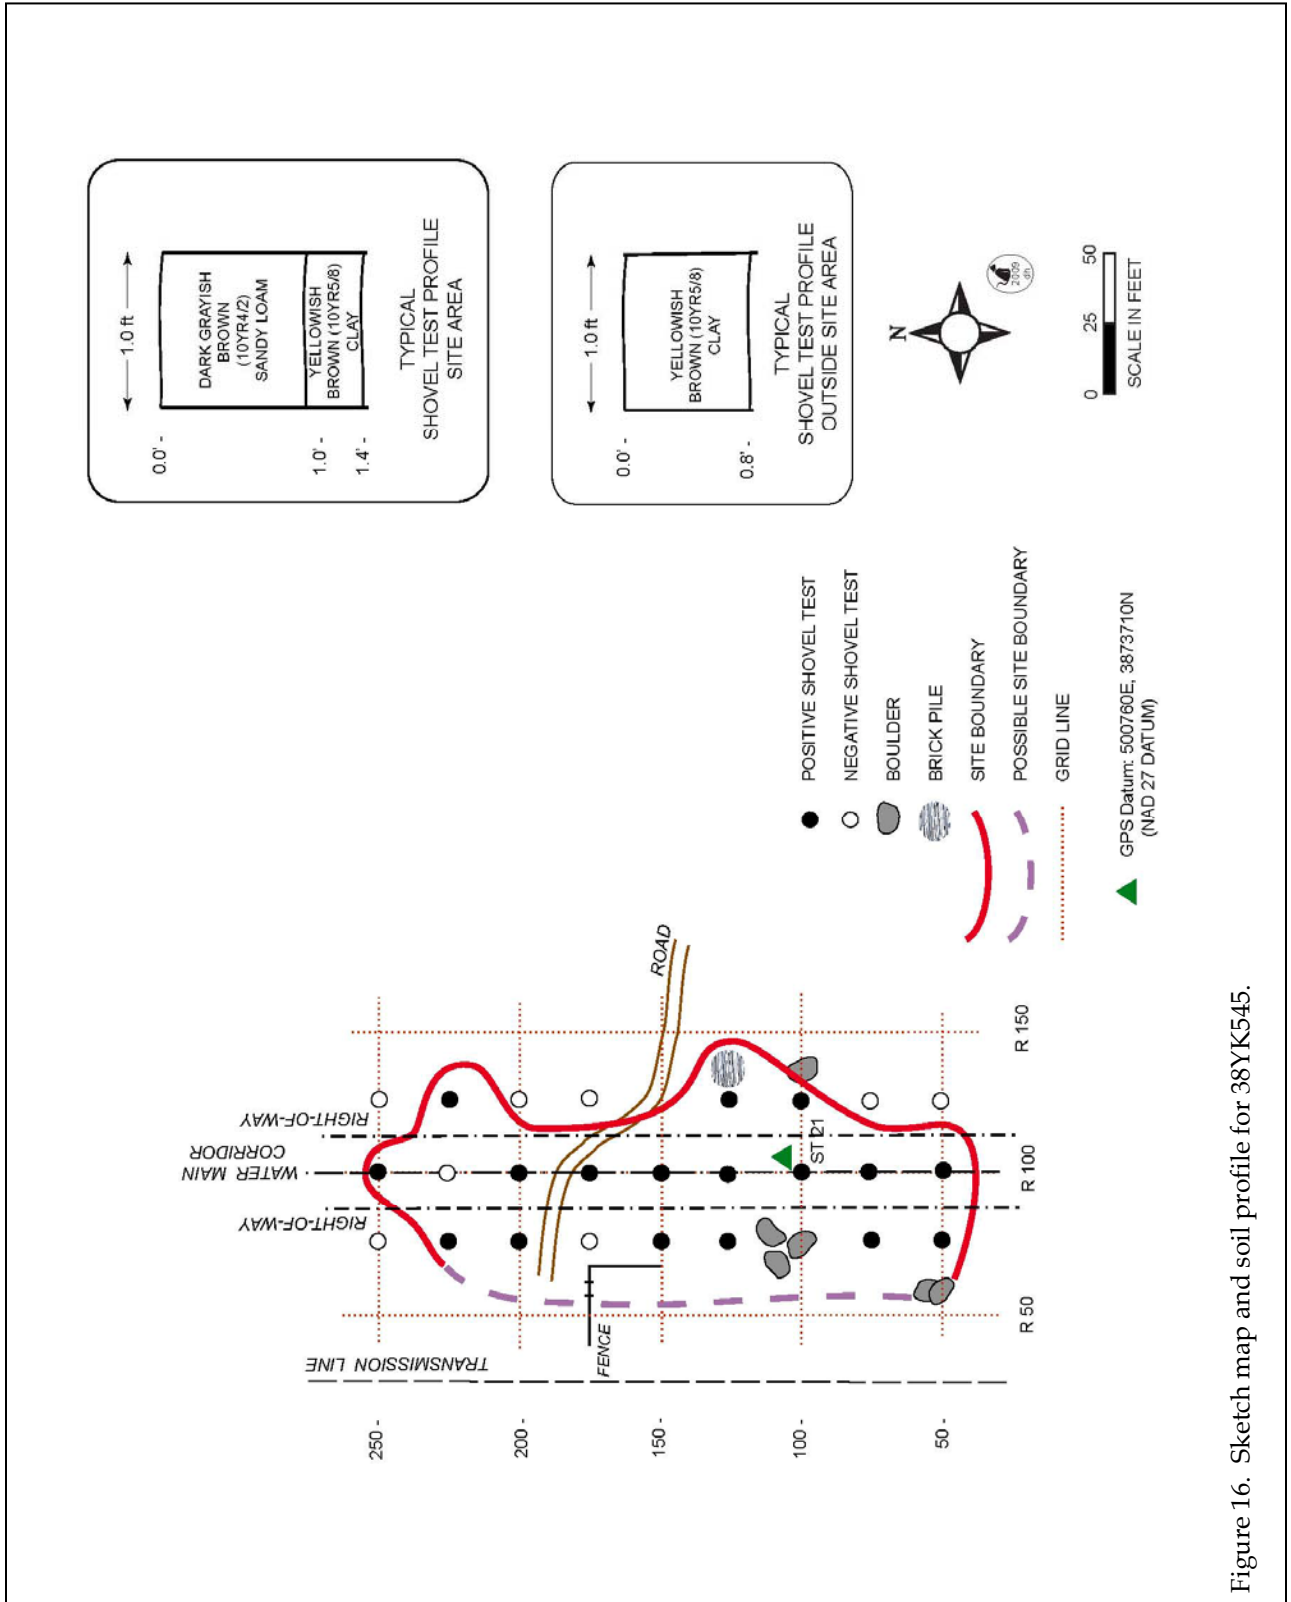 TRANSMISSION LINE
RIGHT-OF-WAY
WATER MAIN
CORRIDOR
RIGHT-OF-WAY
250 -
200 -
150 -
100 -
50 -
FENCE
ROAD
ST 21
R 50
R 100
R 150
POSITIVE SHOVEL TEST
NEGATIVE SHOVEL TEST
BOULDER
BRICK PILE
SITE BOUNDARY
POSSIBLE SITE BOUNDARY
GRID LINE
GPS Datum: 500760E, 3873710N
(NAD 27 DATUM)
1.0 ft
0.0' -
DARK GRAYISH
BROWN
(10YR4/2)
SANDY LOAM
1.0' -
YELLOWISH
BROWN (10YR5/8)
CLAY
1.4' -
TYPICAL
SHOVEL TEST PROFILE
SITE AREA
1.0 ft
0.0' -
YELLOWISH
BROWN (10YR5/8)
CLAY
0.8' -
TYPICAL
SHOVEL TEST PROFILE
OUTSIDE SITE AREA
N
2009
dh
0 25 50
SCALE IN FEET
Figure 16. Sketch map and soil profile for 38YK545.